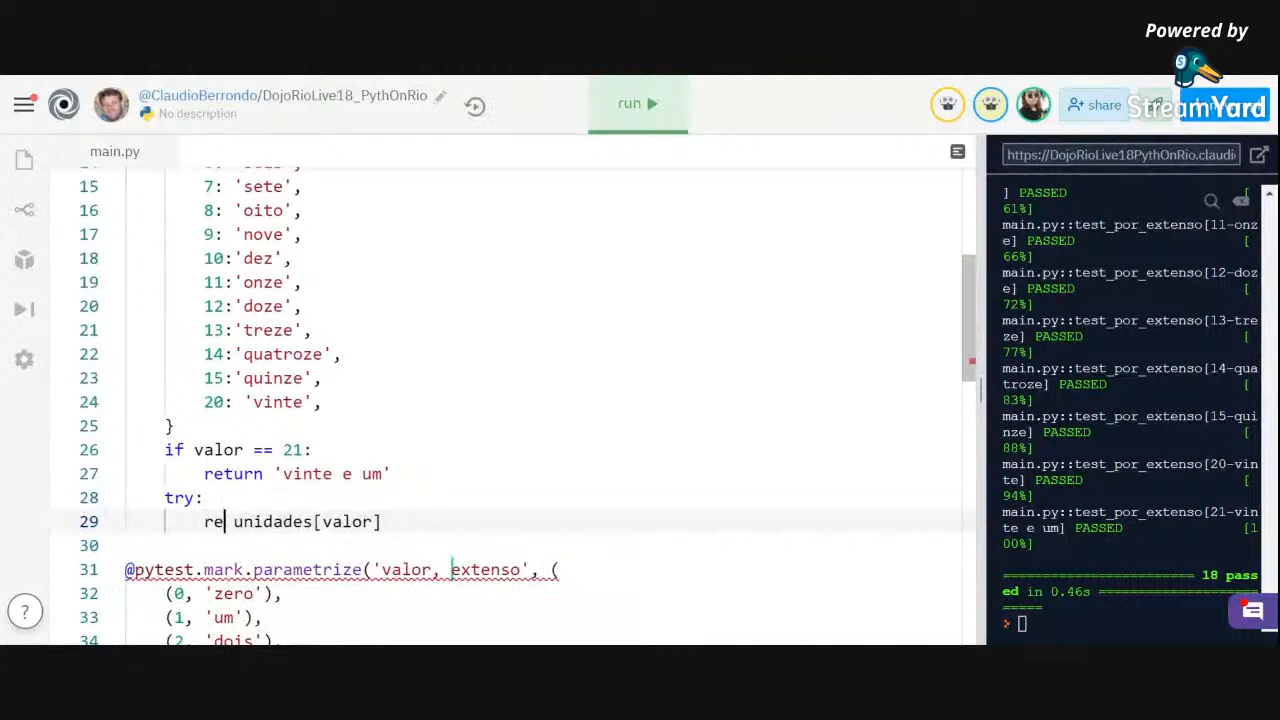 Powered by
StreamYard
@ClaudioBerrondo/DojoRioLive18_PythOnRio
No description
run
share
main.py
https://DojoRioLive18PythOnRio.claudi
15 7: 'sete',
16 8: 'oito',
17 9: 'nove',
18 10:'dez',
19 11:'onze',
20 12:'doze',
21 13:'treze',
22 14:'quatroze',
23 15:'quinze',
24 20: 'vinte',
25 }
26 if valor == 21:
27 return 'vinte e um'
28 try:
29 re unidades[valor]
30
31 @pytest.mark.parametrize('valor, extenso', (
32 (0, 'zero'),
33 (1, 'um'),
34 (2, 'dois'),
] PASSED [
61%]
main.py::test_por_extenso[11-onz
e] PASSED [
66%]
main.py::test_por_extenso[12-doz
e] PASSED [
72%]
main.py::test_por_extenso[13-tre
ze] PASSED [
77%]
main.py::test_por_extenso[14-qua
troze] PASSED [
83%]
main.py::test_por_extenso[15-qui
nze] PASSED [
88%]
main.py::test_por_extenso[20-vin
te] PASSED [
94%]
main.py::test_por_extenso[21-vin
te e um] PASSED [1
00%]
======================== 18 pass
ed in 0.46s ====================
=====
?